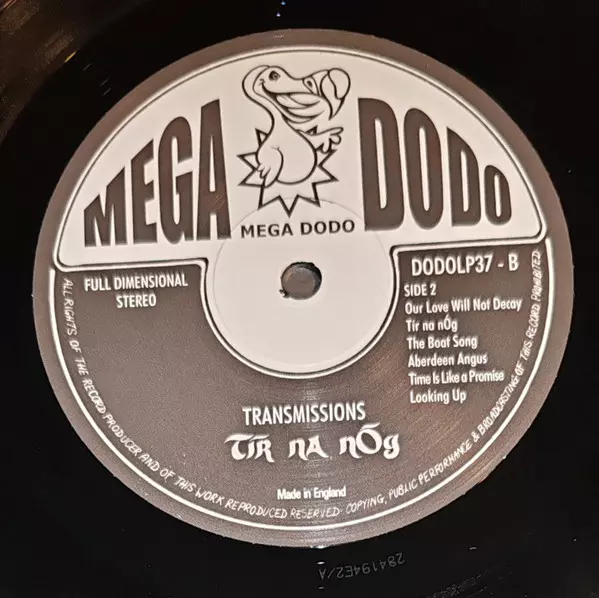 MEGA DODO
MEGA DODO
FULL DIMENSIONAL
STEREO
DODOLP37 - B
SIDE 2
Our Love Will Not Decay
Tír na nÓg
The Boat Song
Aberdeen Angus
Time Is Like a Promise
Looking Up
TRANSMISSIONS
Tír na nÓg
Made in England
ALL RIGHTS OF THE RECORD PRODUCER AND OF THIS WORK REPRODUCED RESERVED· COPYING, PUBLIC PERFORMANCE & BROADCASTING OF THIS RECORD PROHIBITED
284194E2/A